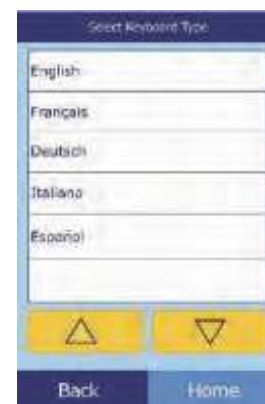 Select Keyboard Type
English
Français
Deutsch
Italiano
Español
Back
Home